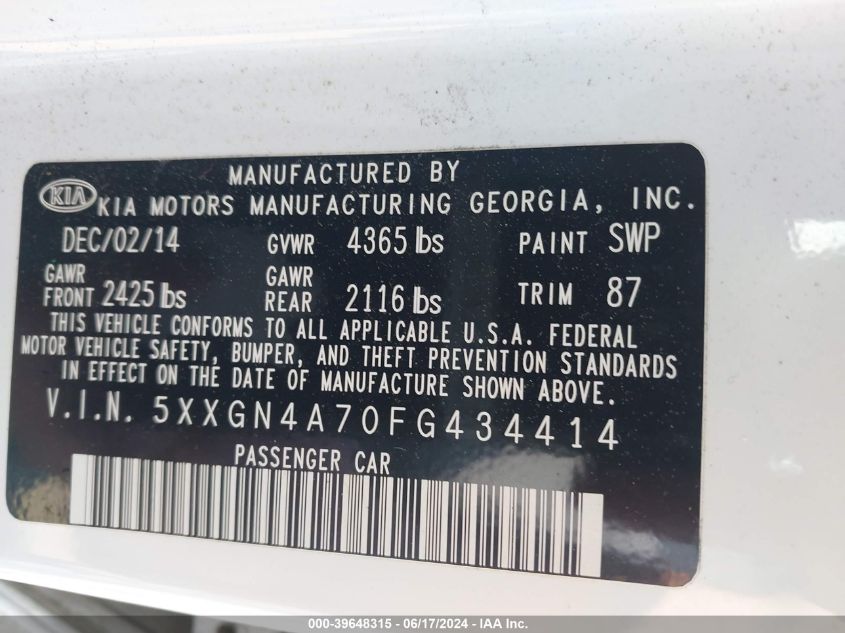 MANUFACTURED BY
KIA KIA MOTORS MANUFACTURING GEORGIA, INC.
DEC/02/14 GVWR 4365 lbs PAINT SWP
GAWR FRONT 2425 lbs GAWR REAR 2116 lbs TRIM 87
THIS VEHICLE CONFORMS TO ALL APPLICABLE U.S.A. FEDERAL
MOTOR VEHICLE SAFETY, BUMPER, AND THEFT PREVENTION STANDARDS
IN EFFECT ON THE DATE OF MANUFACTURE SHOWN ABOVE.
V.I.N. 5XXGN4A70FG434414
PASSENGER CAR
000-39648315 - 06/17/2024 - IAA Inc.